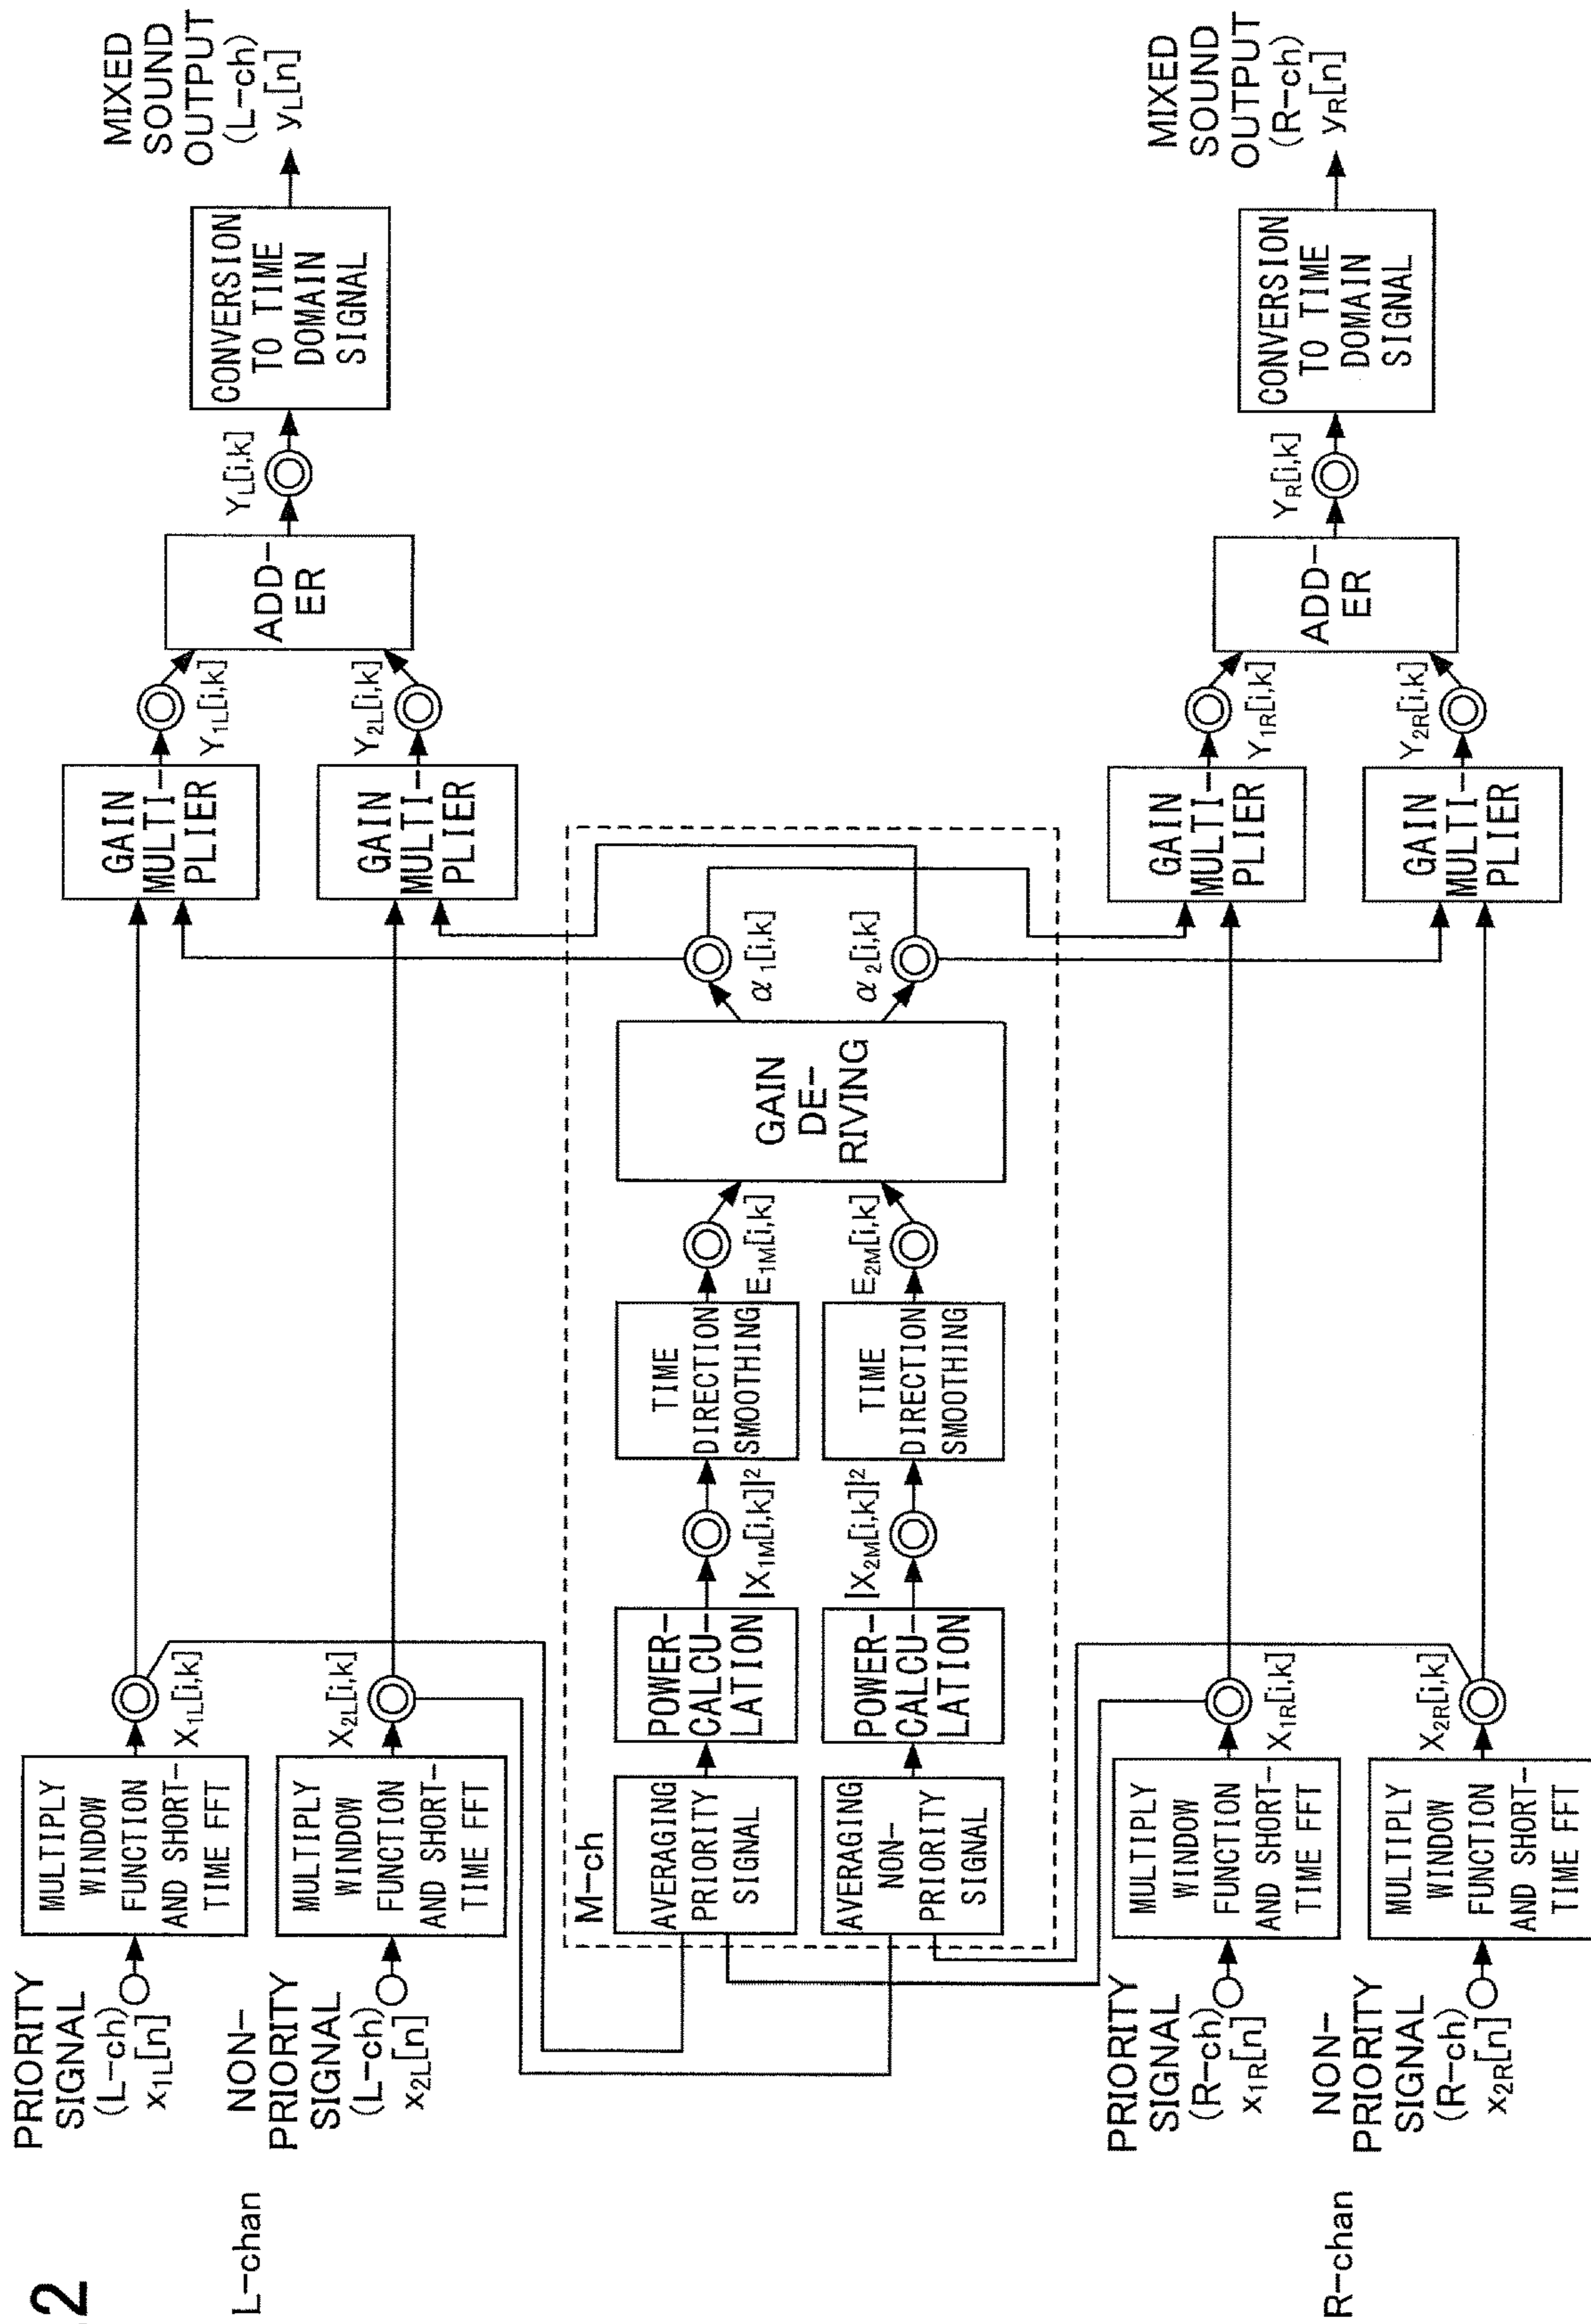 2
L-chan
PRIORITY
SIGNAL
(L-ch)
x1L[n]
MULTIPLY
WINDOW
FUNCTION
AND SHORT-
TIME FFT
X1L[i,k]
GAIN
MULTI-
PLIER
Y1L[i,k]
NON-
PRIORITY
SIGNAL
(L-ch)
x2L[n]
MULTIPLY
WINDOW
FUNCTION
AND SHORT-
TIME FFT
X2L[i,k]
GAIN
MULTI-
PLIER
Y2L[i,k]
ADD-
ER
YL[i,k]
CONVERSION
TO TIME
DOMAIN
SIGNAL
MIXED
SOUND
OUTPUT
(L-ch)
yL[n]
M-ch
AVERAGING
PRIORITY
SIGNAL
POWER-
CALCU-
LATION
|X1M[i,k]|²
TIME
DIRECTION
SMOOTHING
E1M[i,k]
AVERAGING
NON-
PRIORITY
SIGNAL
POWER-
CALCU-
LATION
|X2M[i,k]|²
TIME
DIRECTION
SMOOTHING
E2M[i,k]
GAIN
DE-
RIVING
α1[i,k]
α2[i,k]
R-chan
PRIORITY
SIGNAL
(R-ch)
x1R[n]
MULTIPLY
WINDOW
FUNCTION
AND SHORT-
TIME FFT
X1R[i,k]
GAIN
MULTI-
PLIER
Y1R[i,k]
NON-
PRIORITY
SIGNAL
(R-ch)
x2R[n]
MULTIPLY
WINDOW
FUNCTION
AND SHORT-
TIME FFT
X2R[i,k]
GAIN
MULTI-
PLIER
Y2R[i,k]
ADD-
ER
YR[i,k]
CONVERSION
TO TIME
DOMAIN
SIGNAL
MIXED
SOUND
OUTPUT
(R-ch)
yR[n]